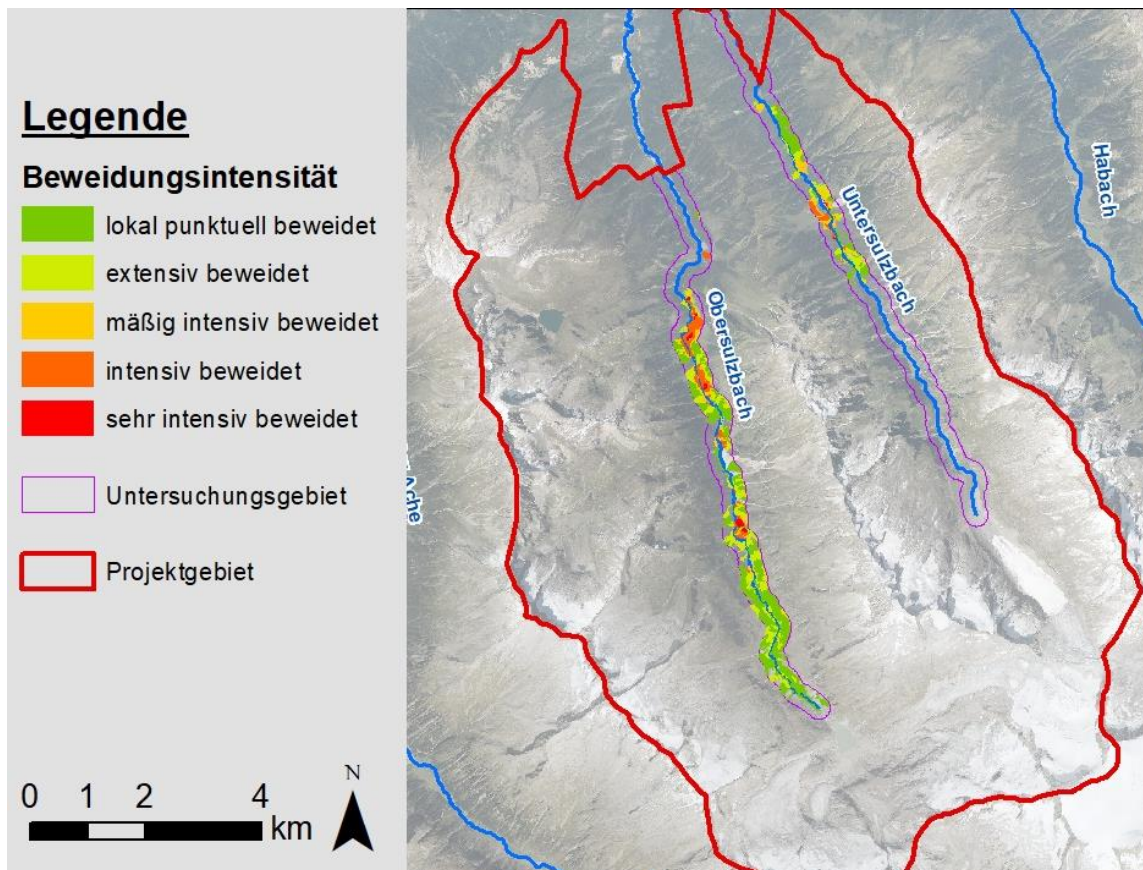 Legende
Beweidungsintensität
lokal punktuell beweidet
extensiv beweidet
mäßig intensiv beweidet
intensiv beweidet
sehr intensiv beweidet
Untersuchungsgebiet
Projektgebiet
0 1 2 4
km
N
Habach
Untersulzbach
Obersulzbach
Ache